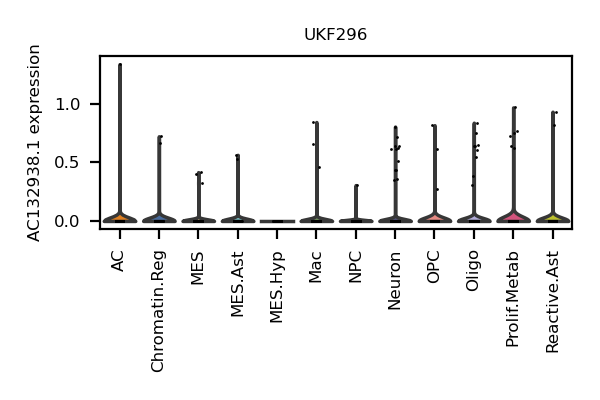 UKF296
AC132938.1 expression
1.0
0.5
0.0
AC
Chromatin.Reg
MES
MES.Ast
MES.Hyp
Mac
NPC
Neuron
OPC
Oligo
Prolif.Metab
Reactive.Ast